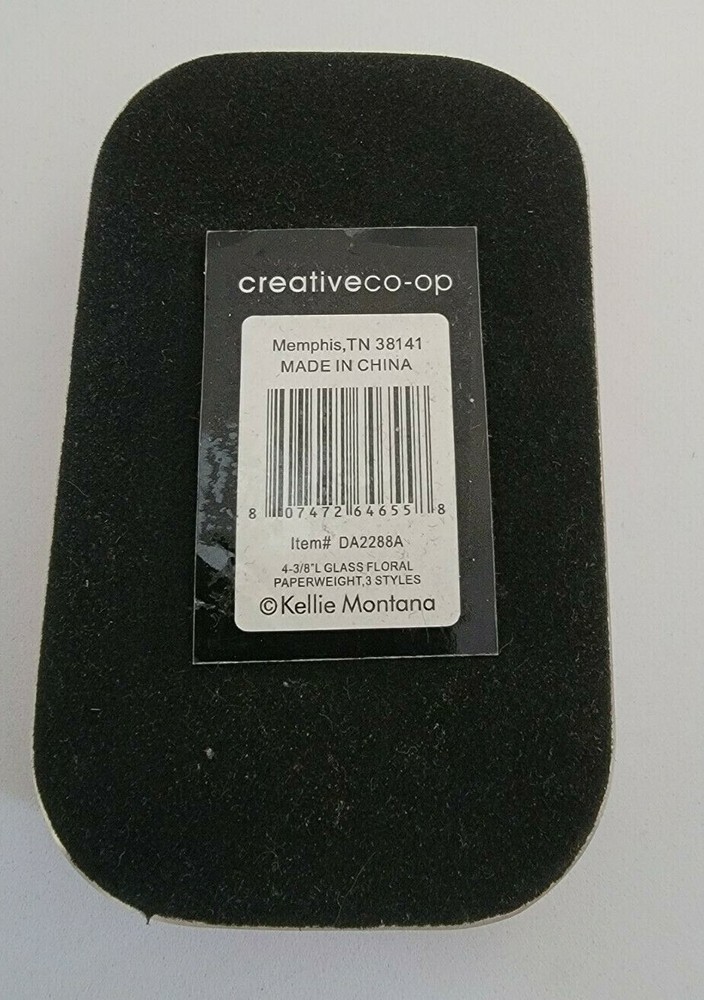 creativeco-op
Memphis,TN 38141
MADE IN CHINA
8 07472 64655 8
Item# DA2288A
4-3/8"L GLASS FLORAL
PAPERWEIGHT,3 STYLES
©Kellie Montana